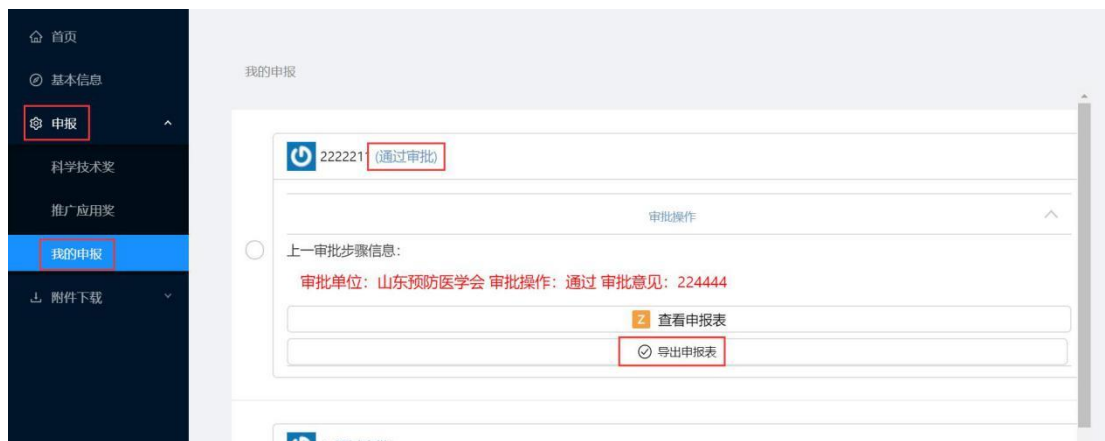 首页
基本信息
申报
科学技术奖
推广应用奖
我的申报
附件下载
我的申报
222221 (通过审批)
审批操作
上一审批步骤信息:
审批单位: 山东预防医学会 审批操作: 通过 审批意见: 224444
Z 查看申报表
导出申报表